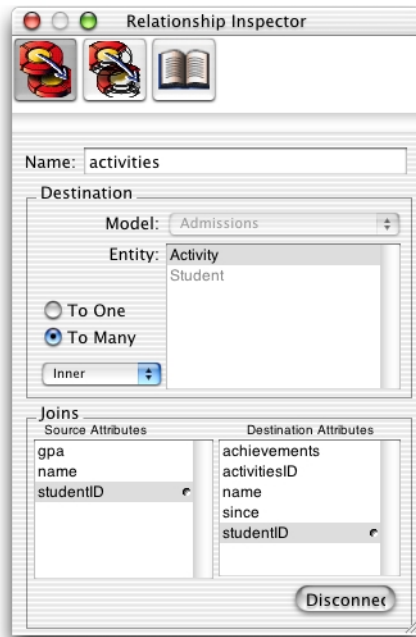 Relationship Inspector
Name: activities
Destination
Model: Admissions
Entity: Activity
Student
To One
To Many
Inner
Joins
Source Attributes
gpa
name
studentID
Destination Attributes
achievements
activitiesID
name
since
studentID
Disconnec